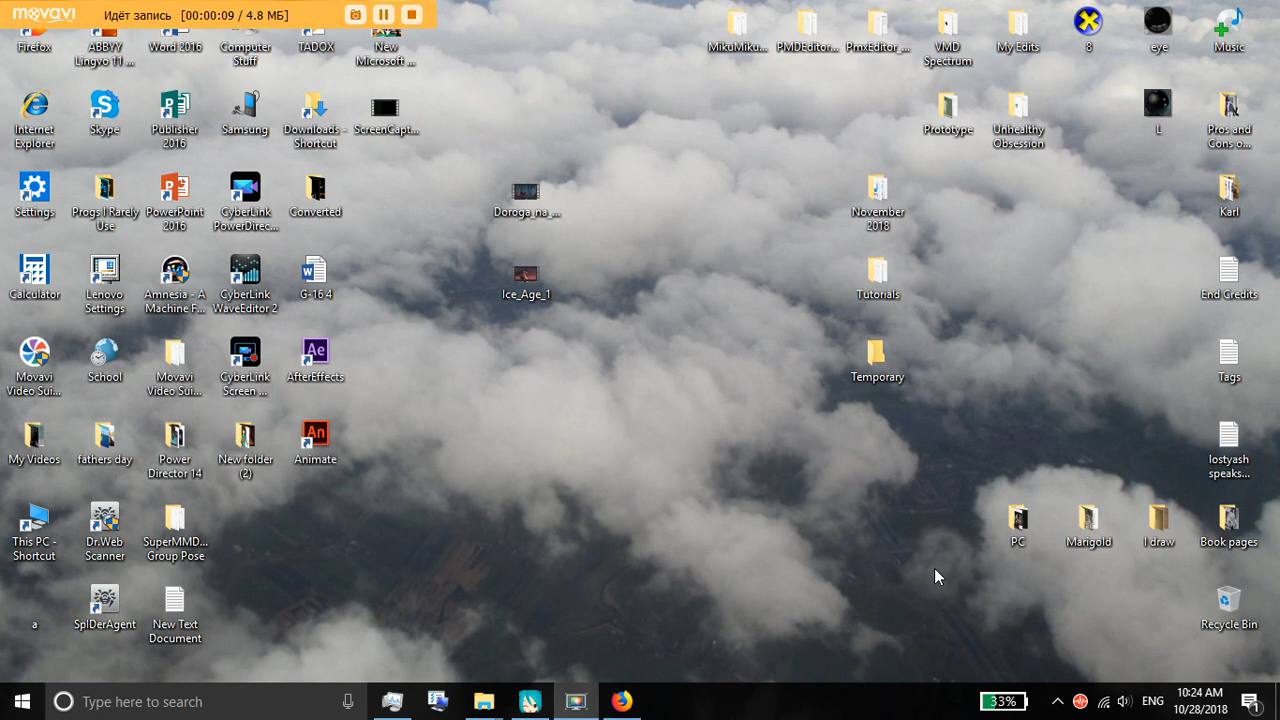 movavi
Идёт запись [00:00:09 / 4.8 МБ]
Firefox
ABBYY
Lingvo 11 ...
Word 2016
Computer
Stuff
TADOX
New
Microsoft ...
MikuMiku...
PMDEditor...
PmxEditor_...
VMD
Spectrum
My Edits
8
eye
Music
Internet
Explorer
Skype
Publisher
2016
Samsung
Downloads -
Shortcut
ScreenCapt...
Prototype
Unhealthy
Obsession
L
Pros and
Cons o...
Settings
Progs I Rarely
Use
PowerPoint
2016
CyberLink
PowerDirec...
Converted
Doroga_na_...
November
2018
Karl
Calculator
Lenovo
Settings
Amnesia - A
Machine F...
CyberLink
WaveEditor 2
G-16 4
Ice_Age_1
Tutorials
End Credits
Movavi
Video Sui...
School
Movavi
Video Sui...
CyberLink
Screen ...
Ae
AfterEffects
Temporary
Tags
My Videos
fathers day
Power
Director 14
New folder
(2)
An
Animate
lostyash
speaks...
This PC -
Shortcut
Dr.Web
Scanner
SuperMMD...
Group Pose
PC
Marigold
I draw
Book pages
a
SpIDerAgent
New Text
Document
Recycle Bin
Type here to search
33%
ENG
10:24 AM
10/28/2018
1